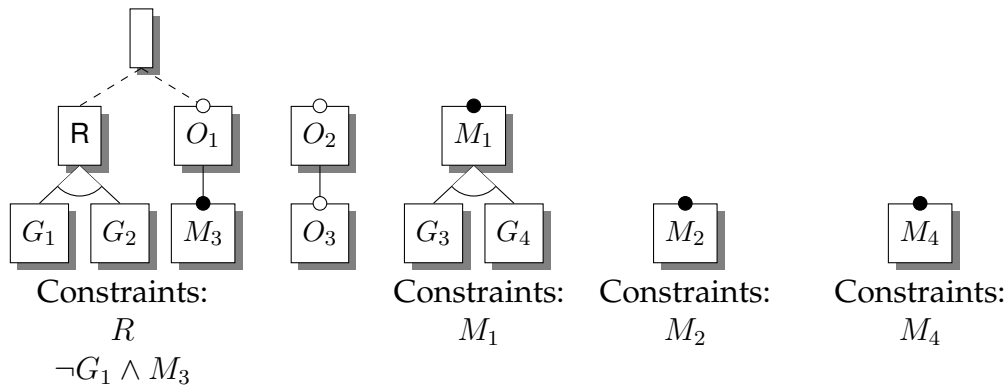 R O₁ O₂ M₁
G₁ G₂ M₃ O₃ G₃ G₄ M₂ M₄
Constraints: Constraints: Constraints: Constraints:
R M₁ M₂ M₄
¬G₁ ∧ M₃